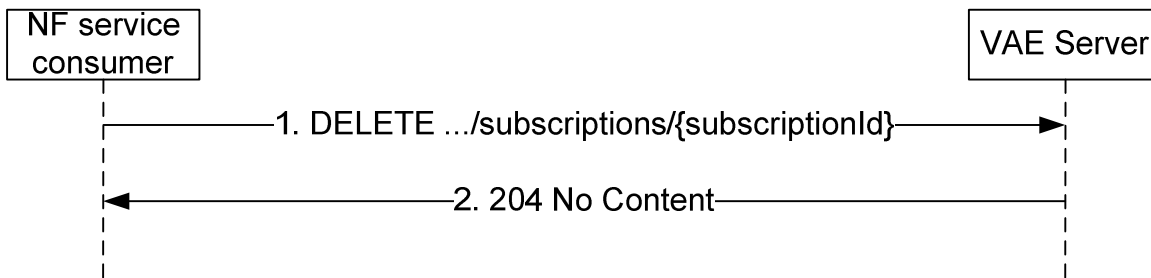 NF service
consumer
VAE Server
1. DELETE .../subscriptions/{subscriptionId}
2. 204 No Content